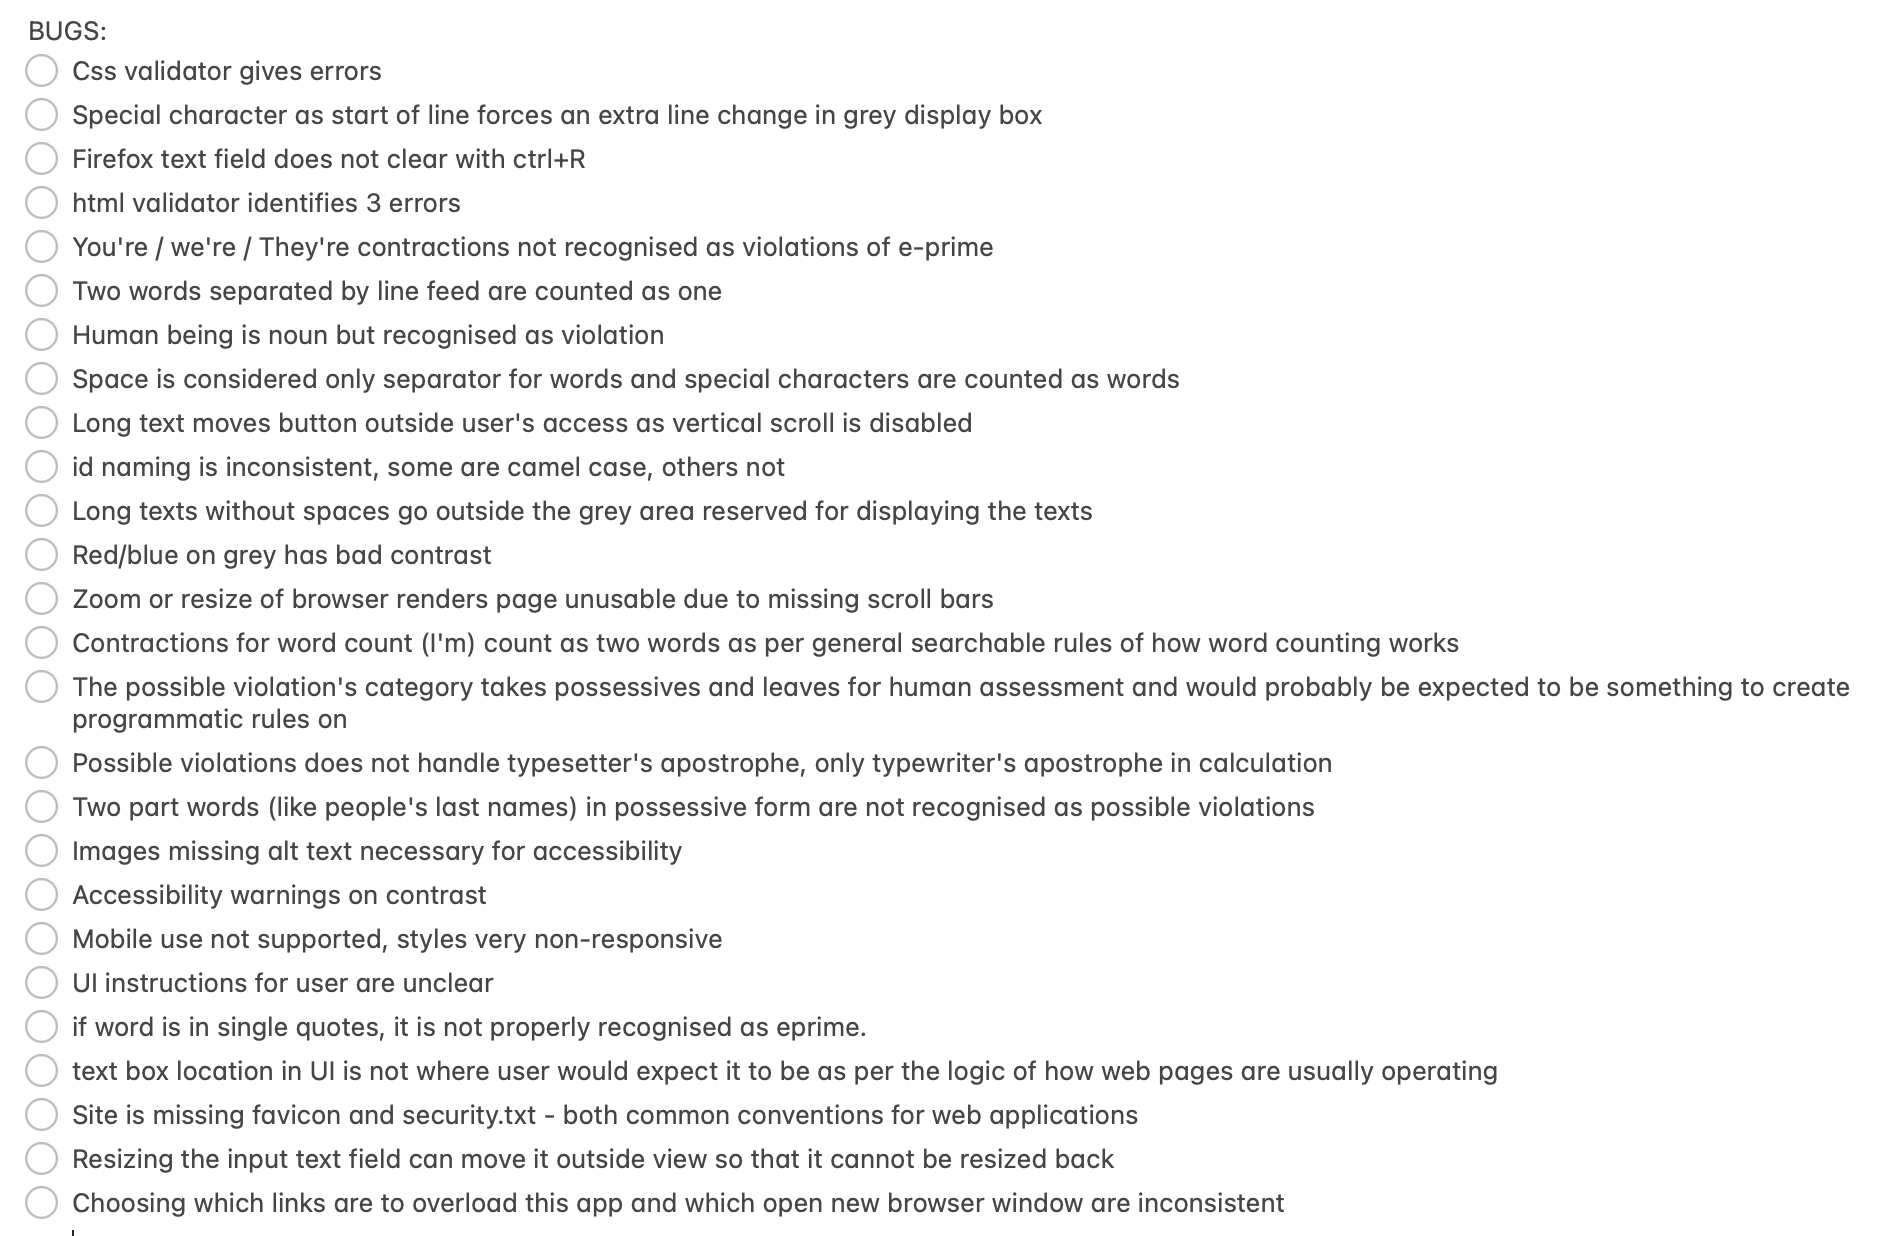 BUGS:
Css validator gives errors
Special character as start of line forces an extra line change in grey display box
Firefox text field does not clear with ctrl+R
html validator identifies 3 errors
You're / we're / They're contractions not recognised as violations of e-prime
Two words separated by line feed are counted as one
Human being is noun but recognised as violation
Space is considered only separator for words and special characters are counted as words
Long text moves button outside user's access as vertical scroll is disabled
id naming is inconsistent, some are camel case, others not
Long texts without spaces go outside the grey area reserved for displaying the texts
Red/blue on grey has bad contrast
Zoom or resize of browser renders page unusable due to missing scroll bars
Contractions for word count (I'm) count as two words as per general searchable rules of how word counting works
The possible violation's category takes possessives and leaves for human assessment and would probably be expected to be something to create
programmatic rules on
Possible violations does not handle typesetter's apostrophe, only typewriter's apostrophe in calculation
Two part words (like people's last names) in possessive form are not recognised as possible violations
Images missing alt text necessary for accessibility
Accessibility warnings on contrast
Mobile use not supported, styles very non-responsive
UI instructions for user are unclear
if word is in single quotes, it is not properly recognised as eprime.
text box location in UI is not where user would expect it to be as per the logic of how web pages are usually operating
Site is missing favicon and security.txt - both common conventions for web applications
Resizing the input text field can move it outside view so that it cannot be resized back
Choosing which links are to overload this app and which open new browser window are inconsistent